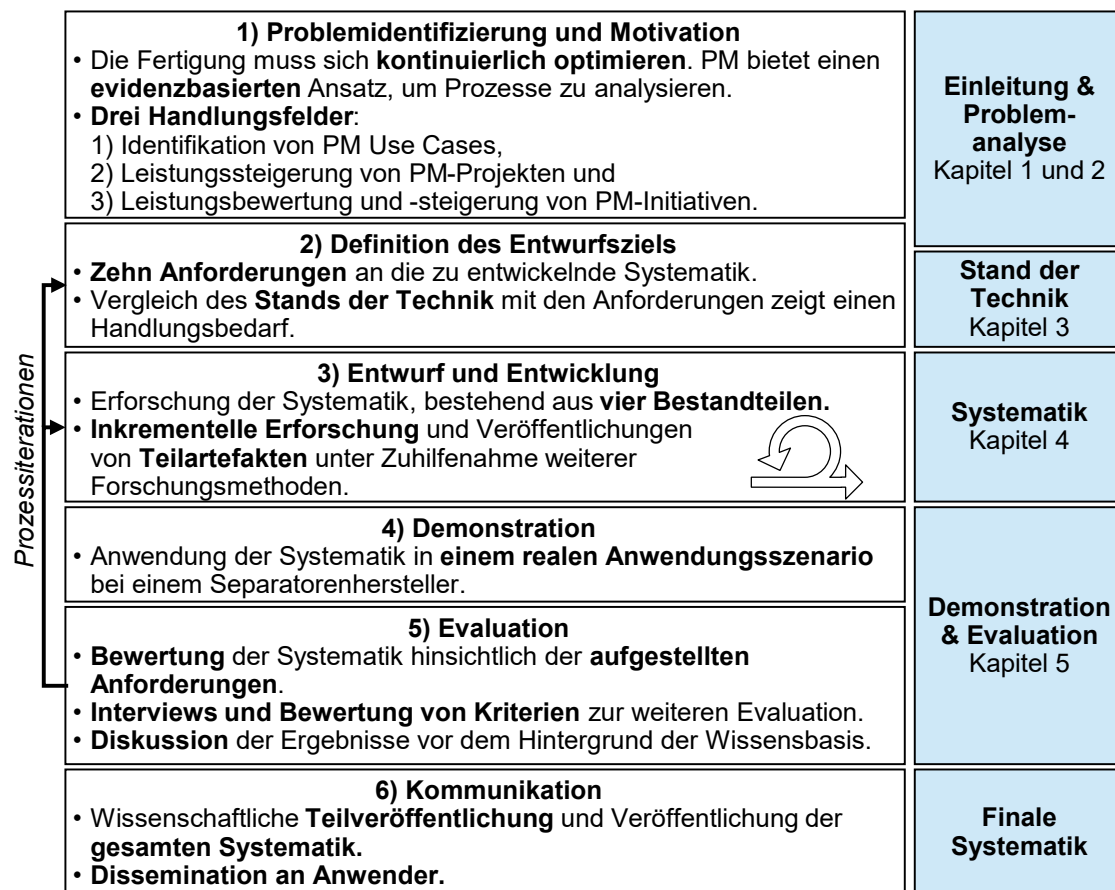 1) Problemidentifizierung und Motivation
• Die Fertigung muss sich kontinuierlich optimieren. PM bietet einen
evidenzbasierten Ansatz, um Prozesse zu analysieren.
• Drei Handlungsfelder:
1) Identifikation von PM Use Cases,
2) Leistungssteigerung von PM-Projekten und
3) Leistungsbewertung und -steigerung von PM-Initiativen.
Einleitung &
Problem-
analyse
Kapitel 1 und 2
2) Definition des Entwurfsziels
• Zehn Anforderungen an die zu entwickelnde Systematik.
• Vergleich des Stands der Technik mit den Anforderungen zeigt einen
Handlungsbedarf.
Stand der
Technik
Kapitel 3
Prozessiterationen
3) Entwurf und Entwicklung
• Erforschung der Systematik, bestehend aus vier Bestandteilen.
• Inkrementelle Erforschung und Veröffentlichungen
von Teilartefakten unter Zuhilfenahme weiterer
Forschungsmethoden.
Systematik
Kapitel 4
4) Demonstration
• Anwendung der Systematik in einem realen Anwendungsszenario
bei einem Separatorenhersteller.
5) Evaluation
• Bewertung der Systematik hinsichtlich der aufgestellten
Anforderungen.
• Interviews und Bewertung von Kriterien zur weiteren Evaluation.
• Diskussion der Ergebnisse vor dem Hintergrund der Wissensbasis.
Demonstration
& Evaluation
Kapitel 5
6) Kommunikation
• Wissenschaftliche Teilveröffentlichung und Veröffentlichung der
gesamten Systematik.
• Dissemination an Anwender.
Finale
Systematik